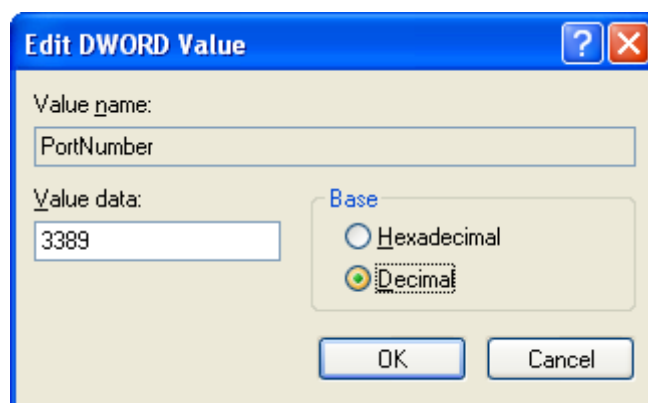 Edit DWORD Value
Value name:
PortNumber
Value data:
3389
Base
Hexadecimal
Decimal
OK
Cancel